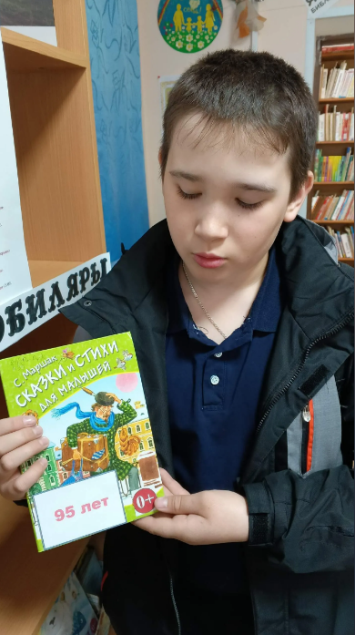 ОБИЛЯРЫ
С. Маршак
СКАЗКИ и СТИХИ
ДЛЯ МАЛЫШЕЙ
95 лет
0+